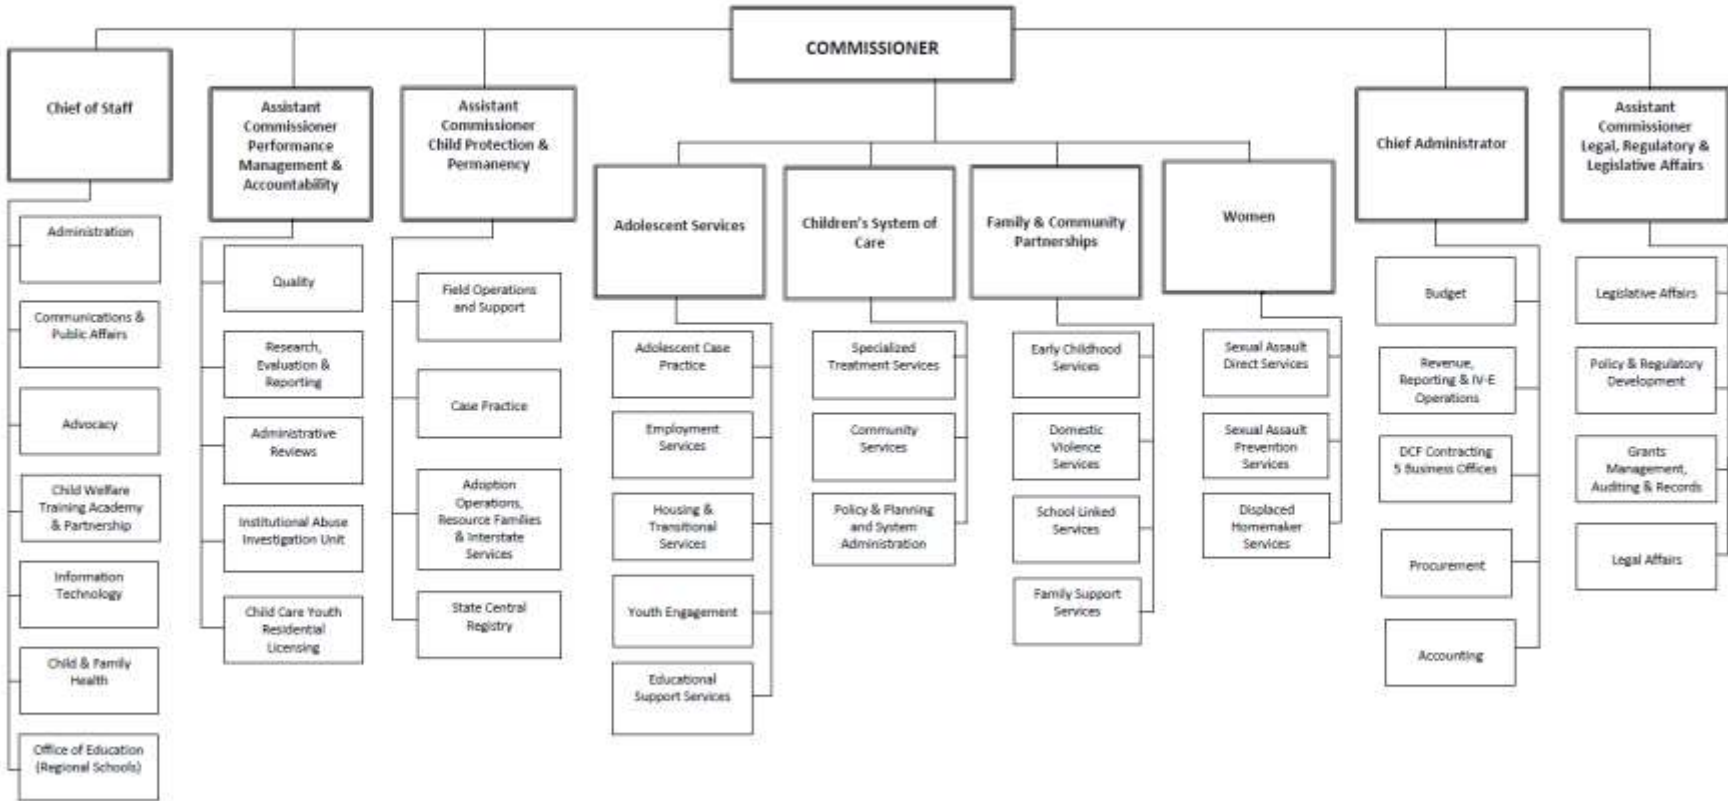 COMMISSIONER
Chief of Staff
Administration
Communications &
Public Affairs
Advocacy
Child Welfare
Training Academy
& Partnership
Information
Technology
Child & Family
Health
Office of Education
(Regional Schools)
Assistant
Commissioner
Performance
Management &
Accountability
Quality
Research,
Evaluation &
Reporting
Administrative
Reviews
Institutional Abuse
Investigation Unit
Child Care Youth
Residential
Licensing
Assistant
Commissioner
Child Protection &
Permanency
Field Operations
and Support
Case Practice
Adoption
Operations,
Resource Families
& Interstate
Services
State Central
Registry
Adolescent Services
Adolescent Case
Practice
Employment
Services
Housing &
Transitional
Services
Youth Engagement
Educational
Support Services
Children's System of
Care
Specialized
Treatment Services
Community
Services
Policy & Planning
and System
Administration
Family & Community
Partnerships
Early Childhood
Services
Domestic
Violence
Services
School Linked
Services
Family Support
Services
Women
Sexual Assault
Direct Services
Sexual Assault
Prevention
Services
Displaced
Homemaker
Services
Chief Administrator
Budget
Revenue,
Reporting & IV-E
Operations
DCF Contracting
5 Business Offices
Procurement
Accounting
Assistant
Commissioner
Legal, Regulatory &
Legislative Affairs
Legislative Affairs
Policy & Regulatory
Development
Grants
Management,
Auditing & Records
Legal Affairs